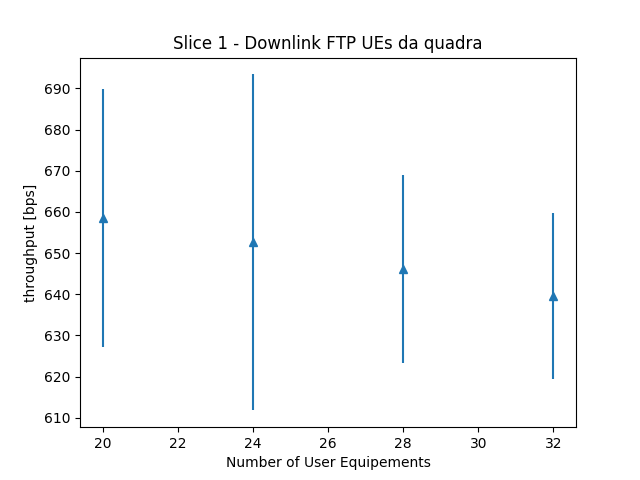 Slice 1 - Downlink FTP UEs da quadra
throughput [bps]
690
680
670
660
650
640
630
620
610
20 22 24 26 28 30 32
Number of User Equipements